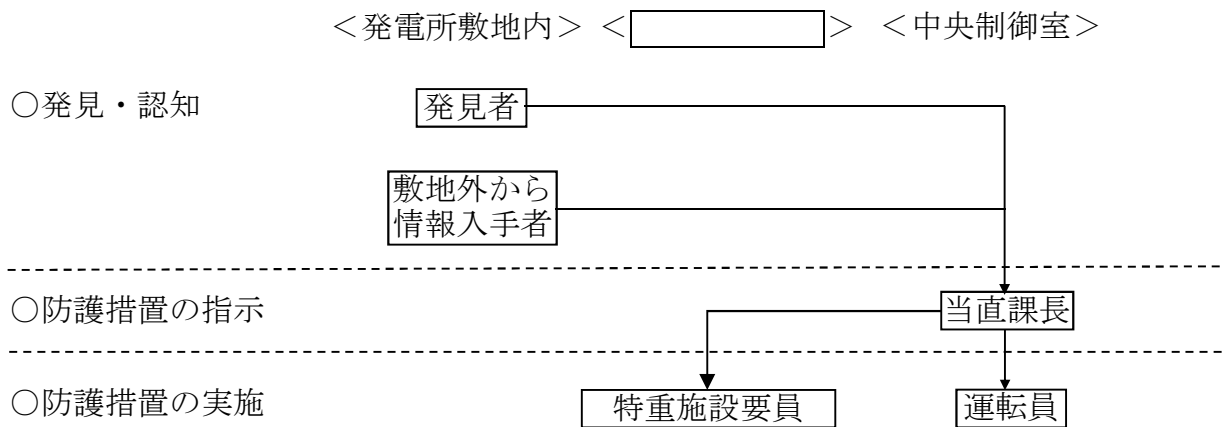 ＜発電所敷地内＞ ＜　　　　　＞ ＜中央制御室＞
○発見・認知
発見者
敷地外から
情報入手者
○防護措置の指示
当直課長
○防護措置の実施
特重施設要員
運転員